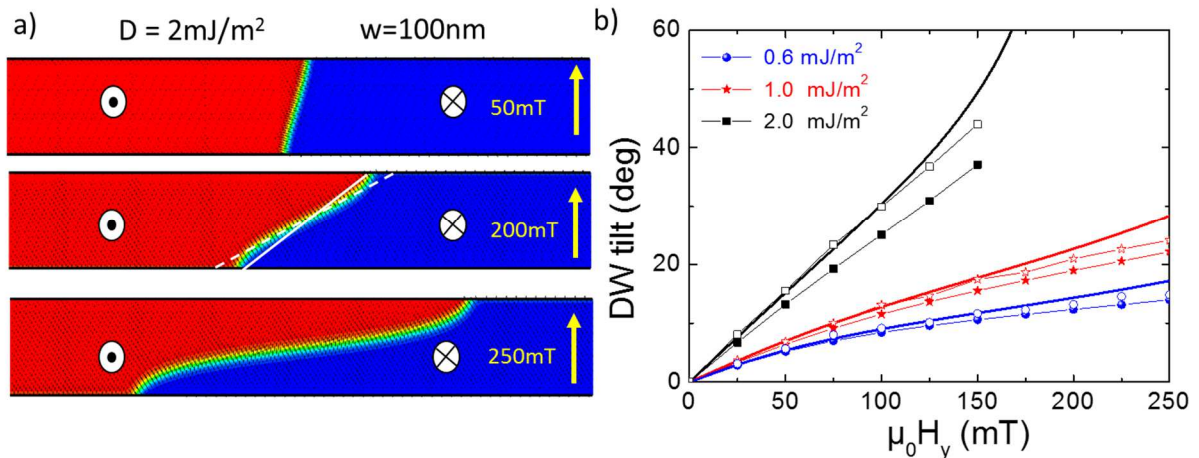 a)
D = 2mJ/m²
w=100nm
50mT
200mT
250mT
b)
60
40
20
0
0.6 mJ/m²
1.0 mJ/m²
2.0 mJ/m²
DW tilt (deg)
0 50 100 150 200 250
μ₀Hy (mT)